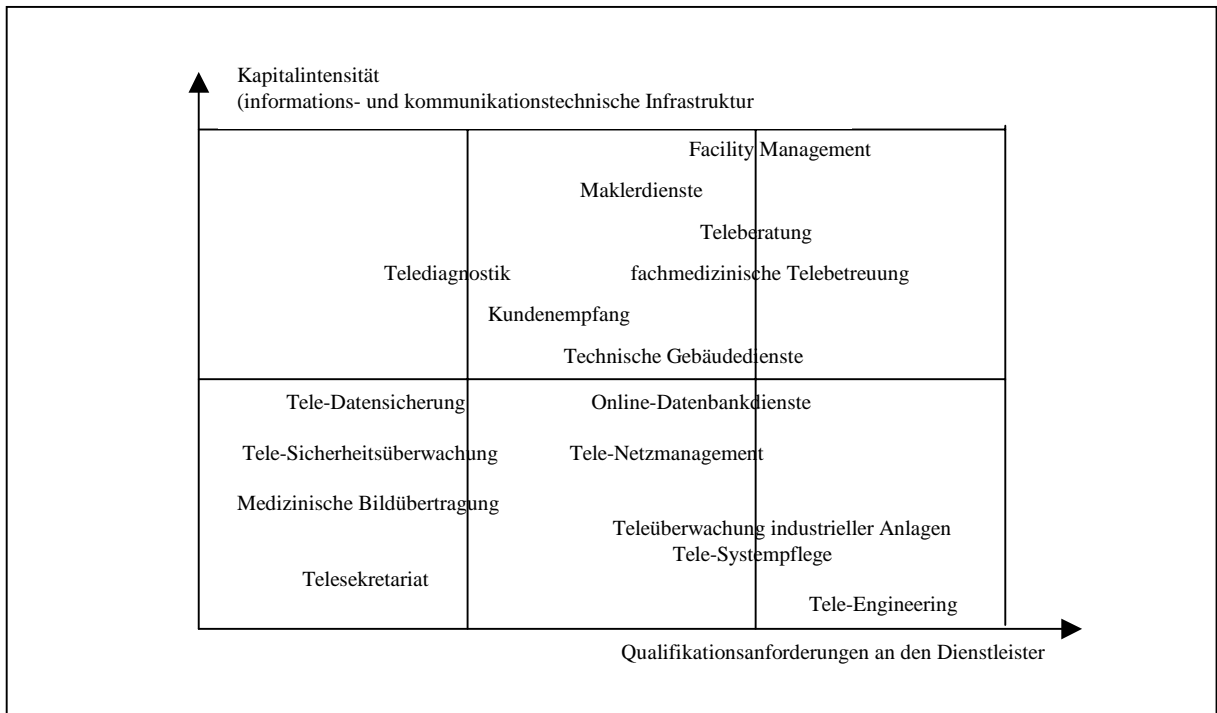 Kapitalintensität
(informations- und kommunikationstechnische Infrastruktur
Facility Management
Maklerdienste
Teleberatung
Telediagnostik
fachmedizinische Telebetreuung
Kundenempfang
Technische Gebäudedienste
Tele-Datensicherung
Online-Datenbankdienste
Tele-Sicherheitsüberwachung
Tele-Netzmanagement
Medizinische Bildübertragung
Teleüberwachung industrieller Anlagen
Tele-Systempflege
Telesekretariat
Tele-Engineering
Qualifikationsanforderungen an den Dienstleister